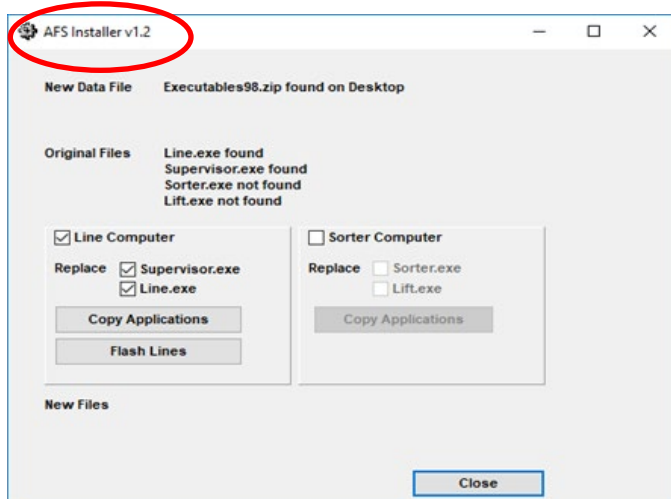 AFS Installer v1.2
New Data File Executables98.zip found on Desktop
Original Files Line.exe found
Supervisor.exe found
Sorter.exe not found
Lift.exe not found
Line Computer
Replace Supervisor.exe
Line.exe
Copy Applications
Flash Lines
Sorter Computer
Replace Sorter.exe
Lift.exe
Copy Applications
New Files
Close